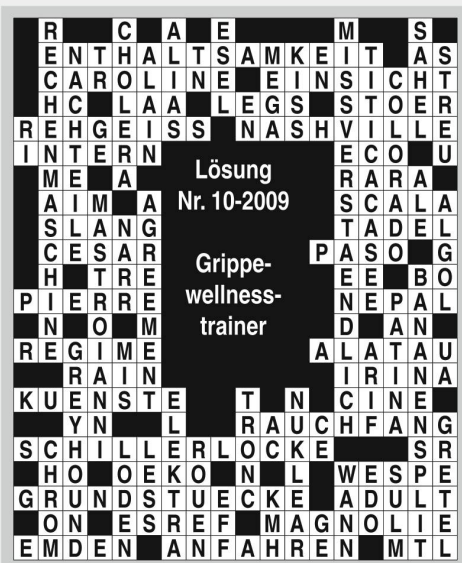 R C A E M S
ENTHALTSAMKEIT AS
CAROLINE EINSICHT
HC LAA LEGS STOER
REHGEISS NASHVILLE
INTERN ECO U
ME A RARA
AIM A SCALA
SLANG TADEL
CESAR PASO G
H TRE EE BO
PIERRE NEPAL
N O M D AN
REGIME ALATAU
RAIN IRINA
KUENSTE T N CINE
YN L RAUCHFANG
SCHILLERLOCKE SR
HO OEKO N L WESPE
GRUNDSTUECKE ADULT
ON ESREF MAGNOLIE
EMDEN ANFAHREN MTL
Lösung
Nr. 10-2009
Grippe-
wellness-
trainer